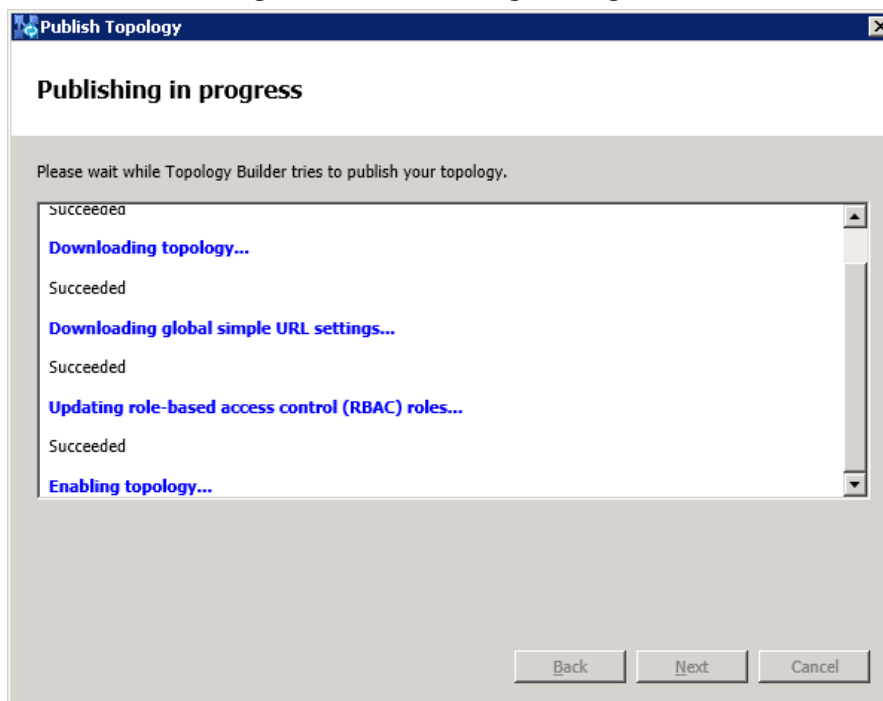 Publish Topology
Publishing in progress
Please wait while Topology Builder tries to publish your topology.
Succeeded
Downloading topology...
Succeeded
Downloading global simple URL settings...
Succeeded
Updating role-based access control (RBAC) roles...
Succeeded
Enabling topology...
Back Next Cancel